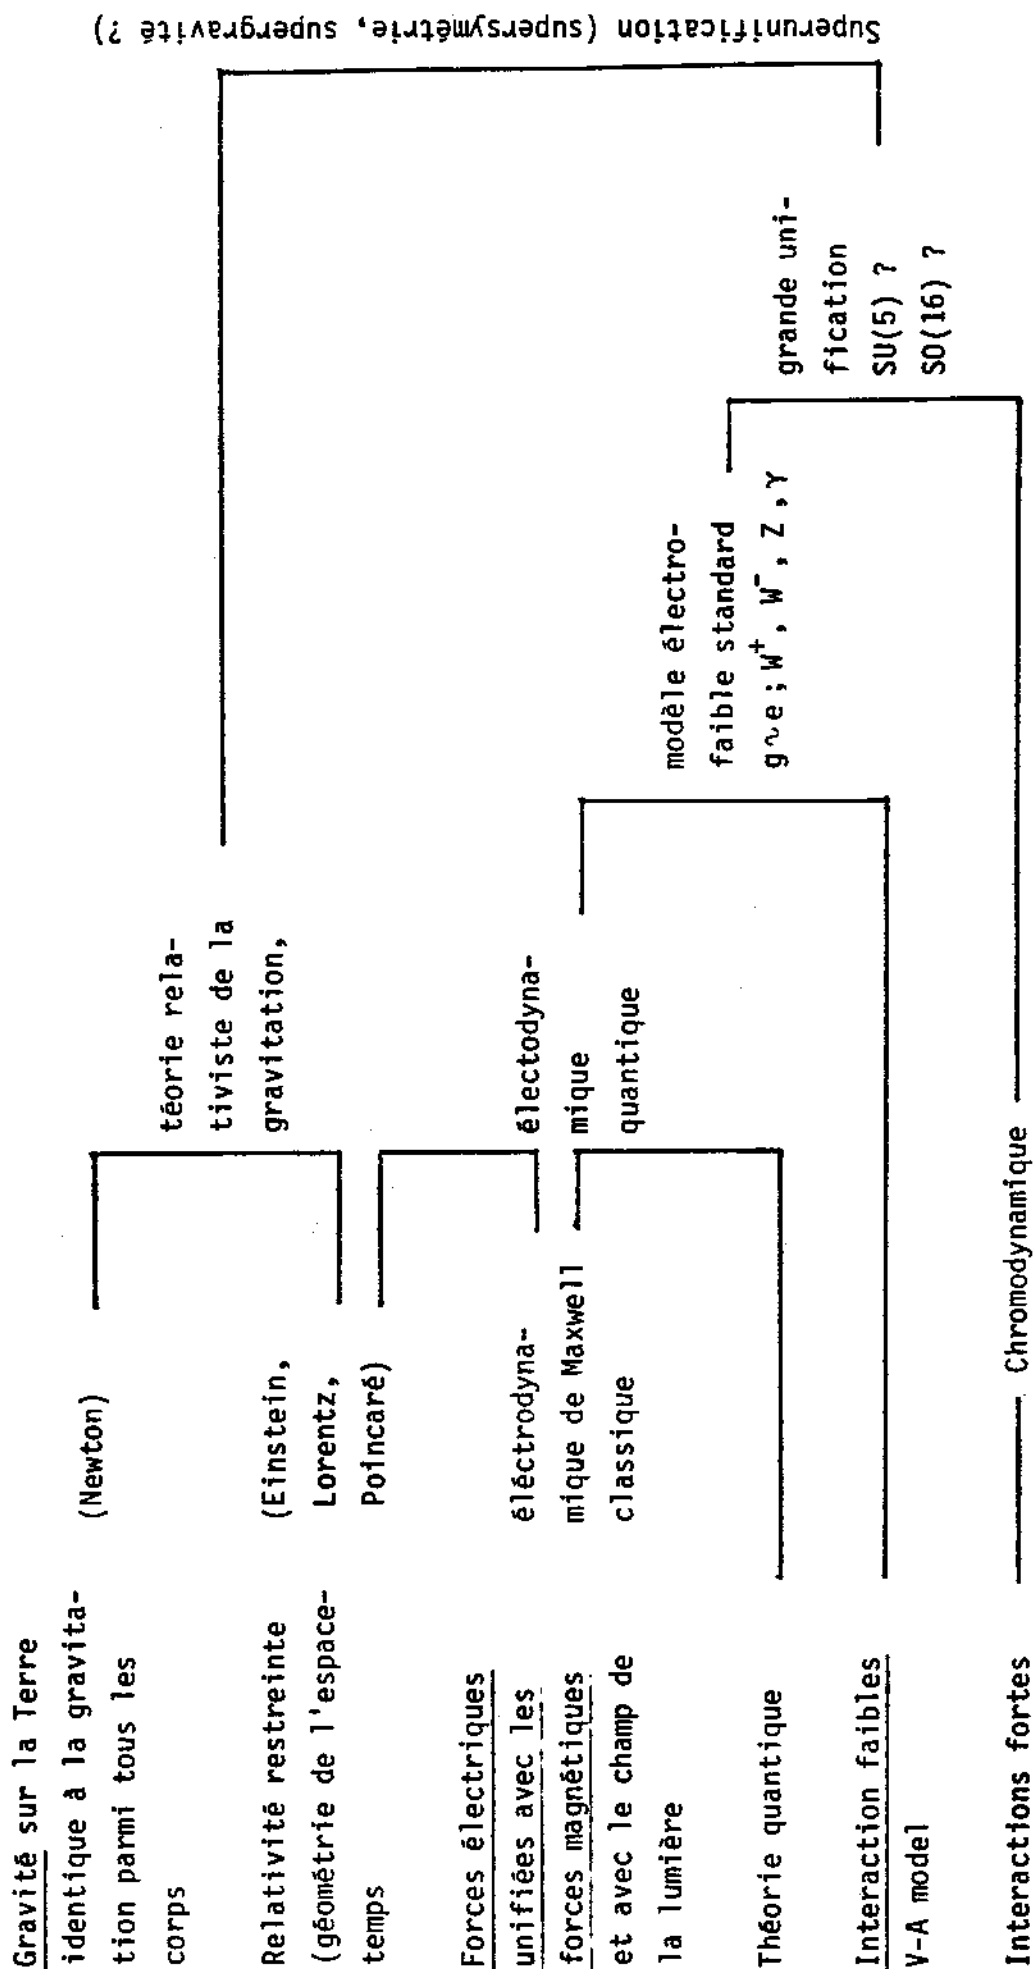 Gravité sur la Terre
identique à la gravita-
tion parmi tous les
corps
(Newton)
Relativité restreinte
(géométrie de l'espace-
temps
(Einstein,
Lorentz,
Poincaré)
téorie rela-
tiviste de la
gravitation,
Forces électriques
unifiées avec les
forces magnétiques
et avec le champ de
la lumière
éléctrodyna-
mique de Maxwell
classique
électodyna-
mique
quantique
Théorie quantique
Interaction faibles
V-A model
modèle électro-
faible standard
g~e;W⁺, W⁻, Z ,γ
Interactions fortes
Chromodynamique
grande uni-
fication
SU(5) ?
SO(16) ?
Superunification (supersymétrie, supergravité ?)